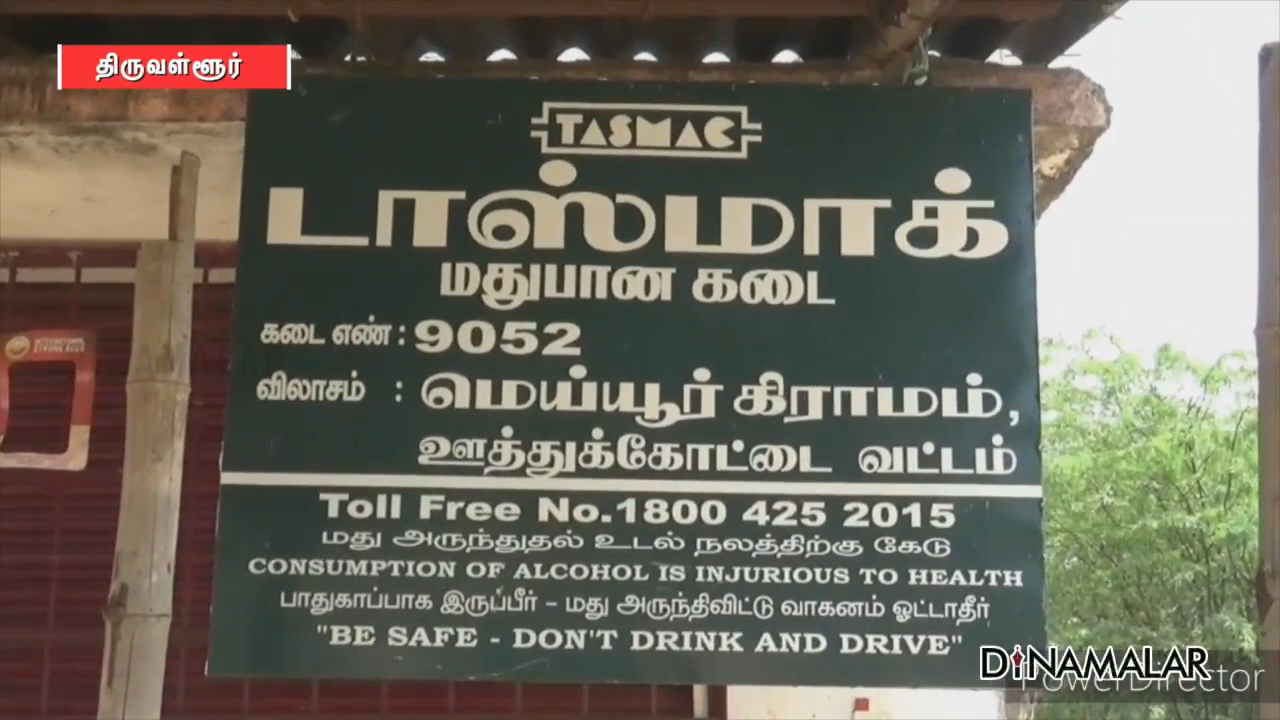 திருவள்ளூர்
TASMAC
டாஸ்மாக்
மதுபான கடை
கடை எண் : 9052
விலாசம் : மெய்யூர் கிராமம்,
ஊத்துக்கோட்டை வட்டம்
Toll Free No.1800 425 2015
மது அருந்துதல் உடல் நலத்திற்கு கேடு
CONSUMPTION OF ALCOHOL IS INJURIOUS TO HEALTH
பாதுகாப்பாக இருப்பீர் - மது அருந்திவிட்டு வாகனம் ஓட்டாதீர்
"BE SAFE - DON'T DRINK AND DRIVE"
DINAMALAR
PowerDirector